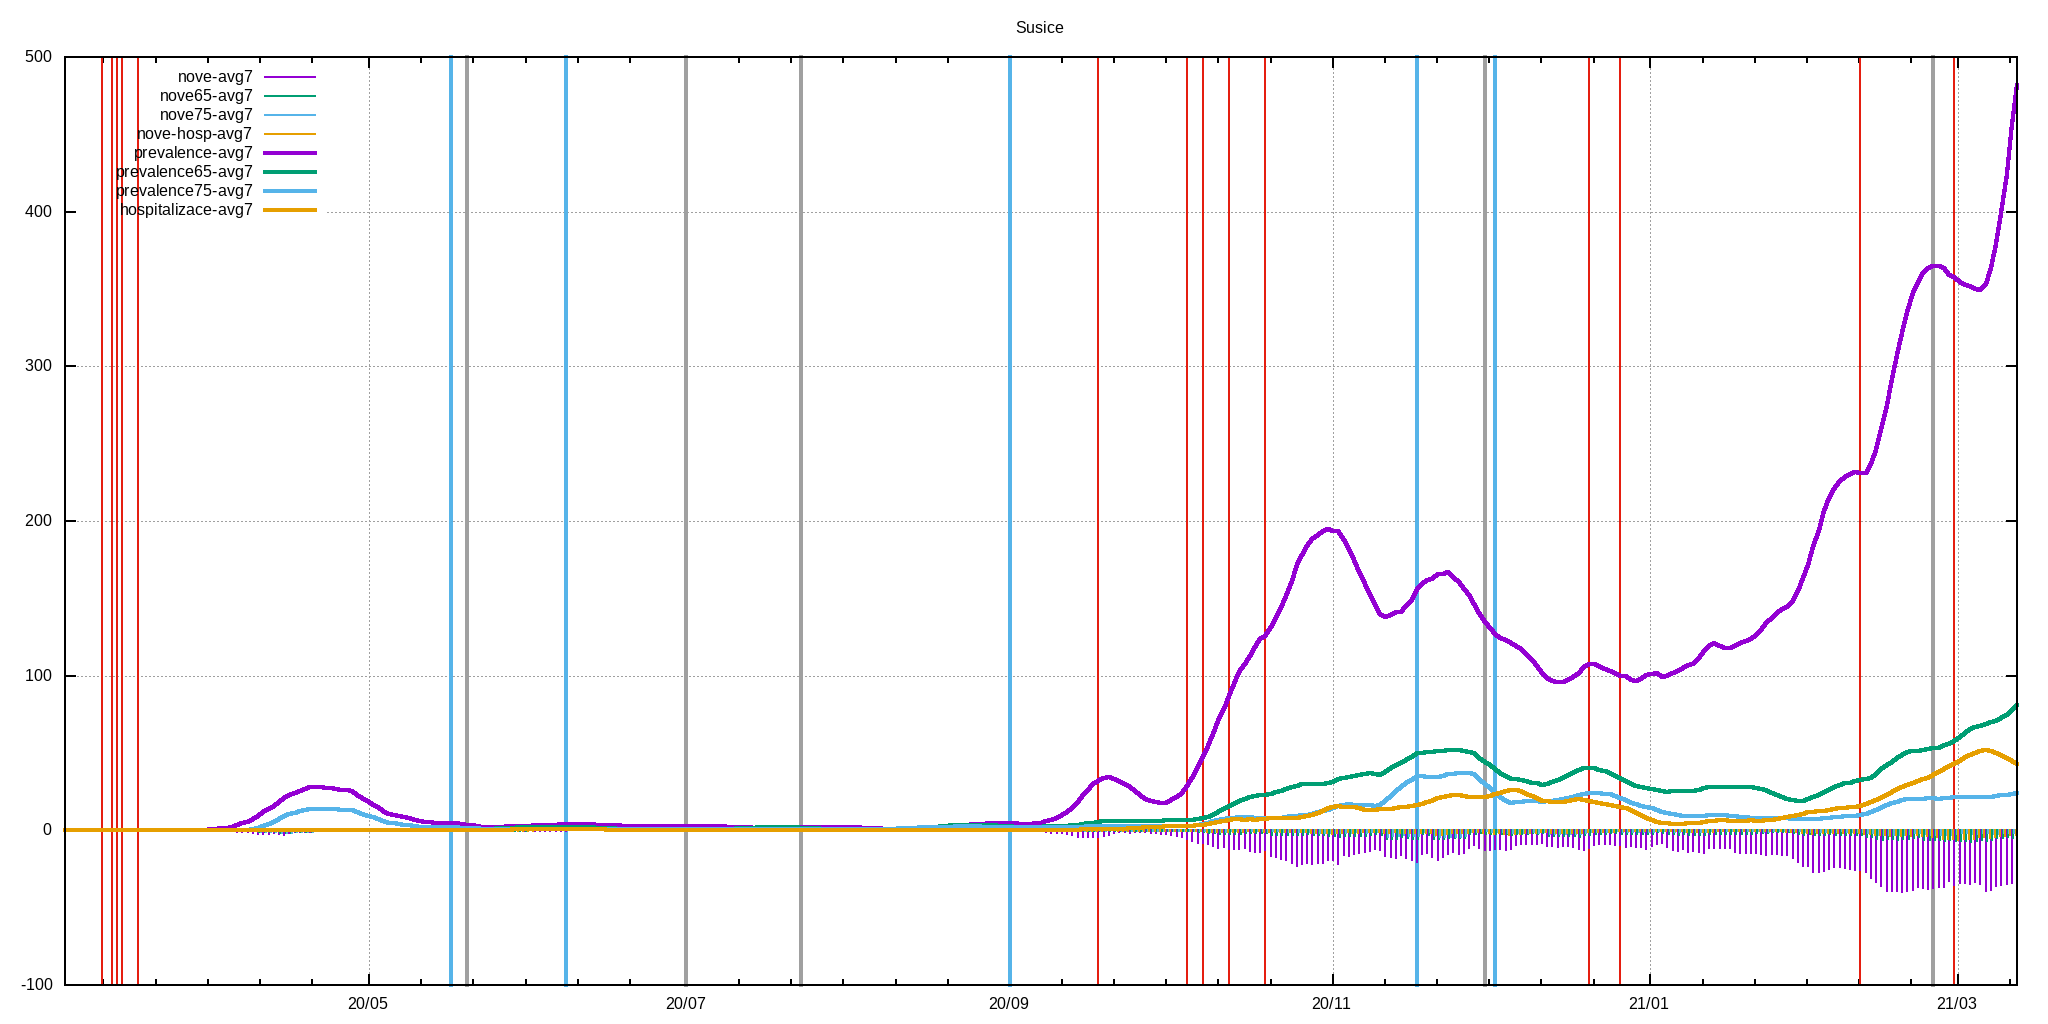 Susice
500
nove-avg7
nove65-avg7
nove75-avg7
nove-hosp-avg7
prevalence-avg7
prevalence65-avg7
prevalence75-avg7
hospitalizace-avg7
400
300
200
100
0
-100
20/05 20/07 20/09 20/11 21/01 21/03